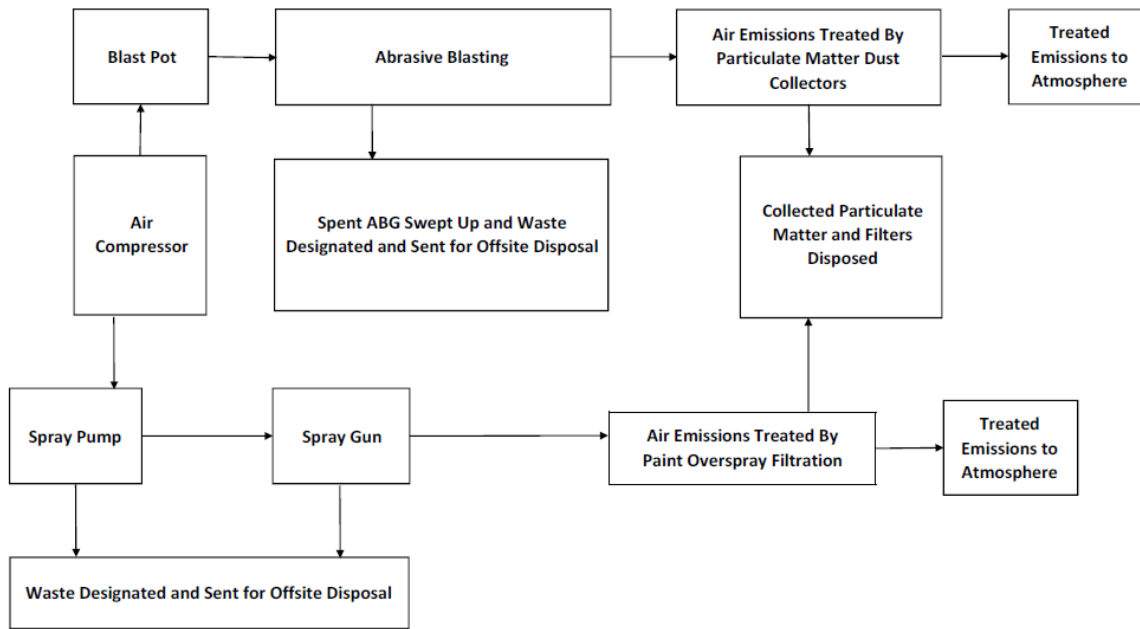 Blast Pot
Abrasive Blasting
Air Emissions Treated By
Particulate Matter Dust
Collectors
Treated
Emissions to
Atmosphere
Air
Compressor
Spent ABG Swept Up and Waste
Designated and Sent for Offsite Disposal
Collected Particulate
Matter and Filters
Disposed
Spray Pump
Spray Gun
Air Emissions Treated By
Paint Overspray Filtration
Treated
Emissions to
Atmosphere
Waste Designated and Sent for Offsite Disposal